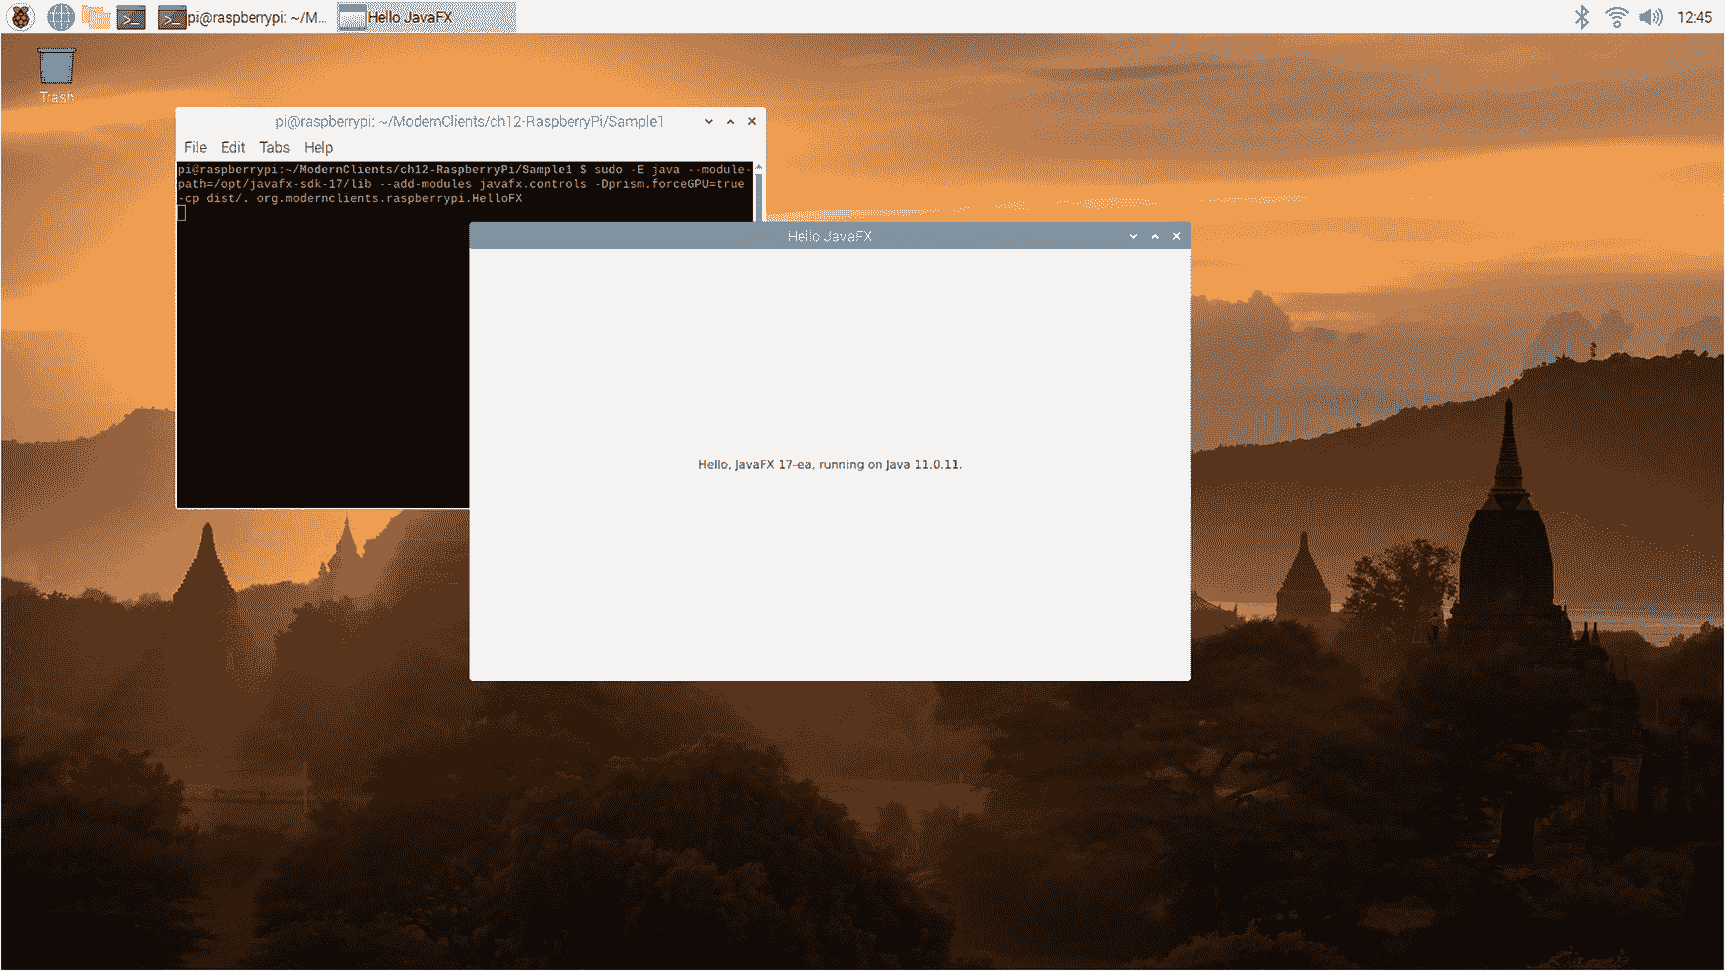 pi@raspberrypi: ~/M...
Hello JavaFX
12:45
Trash
pi@raspberrypi: ~/ModernClients/ch12-RaspberryPi/Sample1
File Edit Tabs Help
pi@raspberrypi:~/ModernClients/ch12-RaspberryPi/Sample1 $ sudo -E java --module-
path=/opt/javafx-sdk-17/lib --add-modules javafx.controls -Dprism.forceGPU=true
-cp dist/. org.modernclients.raspberrypi.HelloFX
Hello JavaFX
Hello, JavaFX 17-ea, running on Java 11.0.11.